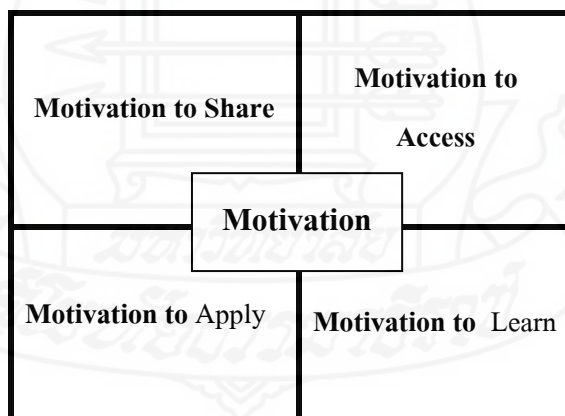 Motivation to Share
Motivation to
Access
Motivation
Motivation to Apply
Motivation to Learn